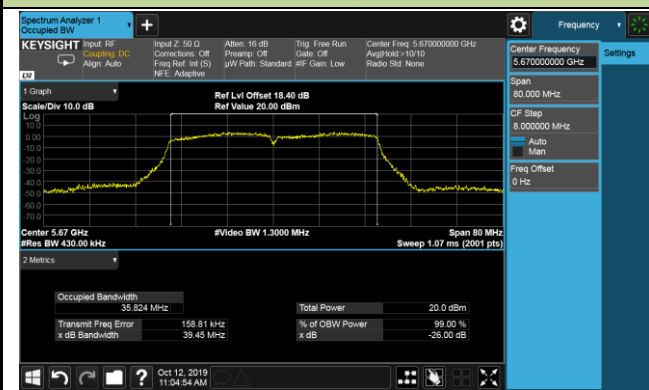 Spectrum Analyzer 1
Occupied BW
Frequency
KEYSIGHT
Input: RF
Coupling: DC
Align: Auto
Input Z: 50 Ω
Corrections: Off
Freq Ref: Int (S)
NFE: Adaptive
Atten: 16 dB
Preamp: Off
µW Path: Standard
Trig: Free Run
Gate: Off
#IF Gain: Low
Center Freq: 5.670000000 GHz
Avg|Hold:>10/10
Radio Std: None
LXI
Center Frequency
5.670000000 GHz
Settings
Span
80.000 MHz
CF Step
8.000000 MHz
Auto
Man
Freq Offset
0 Hz
1 Graph
Scale/Div 10.0 dB
Ref Lvl Offset 18.40 dB
Ref Value 20.00 dBm
Log
10.0
0.00
-10.0
-20.0
-30.0
-40.0
-50.0
-60.0
-70.0
Center 5.67 GHz
#Res BW 430.00 kHz
#Video BW 1.3000 MHz
Span 80 MHz
Sweep 1.07 ms (2001 pts)
2 Metrics
Occupied Bandwidth
35.824 MHz
Total Power 20.0 dBm
Transmit Freq Error 158.81 kHz
% of OBW Power 99.00 %
x dB Bandwidth 39.45 MHz
x dB -26.00 dB
?
Oct 12, 2019
11:04:54 AM